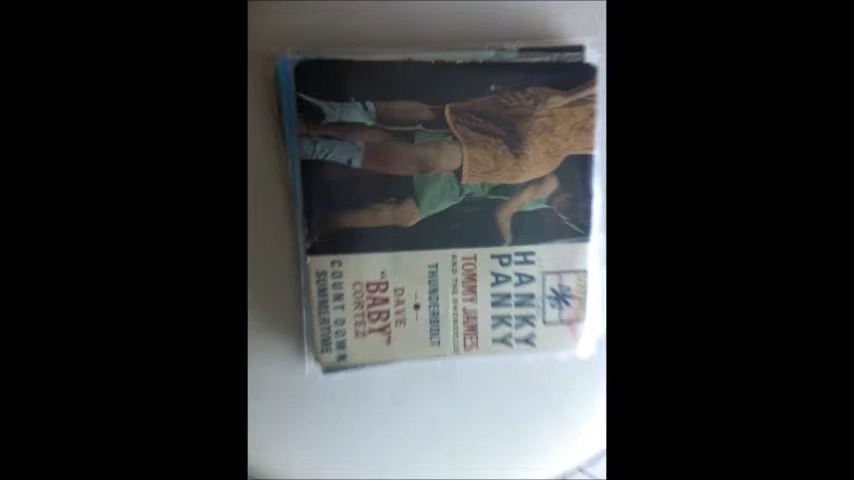 HANKY
PANKY
TOMMY JAMES
AND THE SHONDELLS
THUNDERBOLT
DAVE
"BABY"
CORTEZ
COUNT DOWN
SUMMERTIME